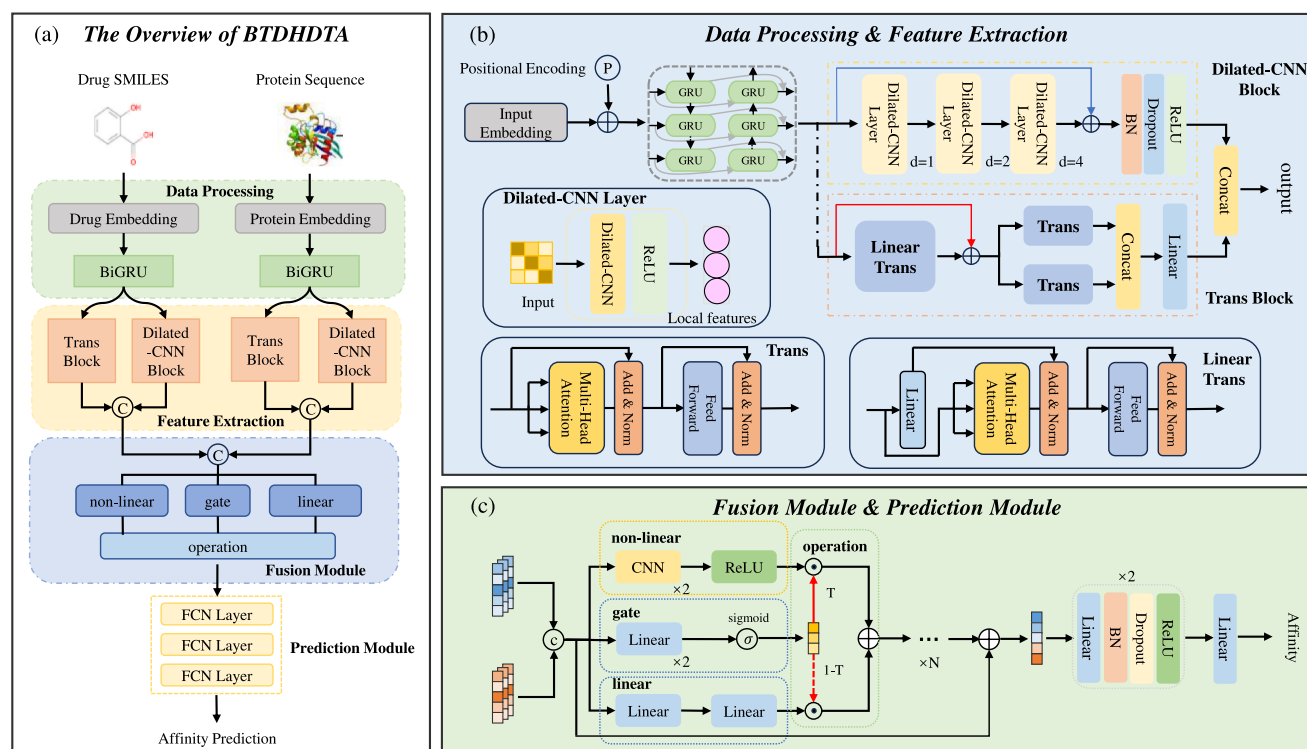 (a) The Overview of BTDHDTA
Drug SMILES
Protein Sequence
OH
OH
O
Data Processing
Drug Embedding
Protein Embedding
BiGRU
BiGRU
Trans
Block
Dilated
-CNN
Block
Trans
Block
Dilated
-CNN
Block
C
C
Feature Extraction
C
non-linear
gate
linear
operation
Fusion Module
FCN Layer
FCN Layer
FCN Layer
Prediction Module
Affinity Prediction
(b) Data Processing & Feature Extraction
Positional Encoding
P
Input
Embedding
GRU
GRU
GRU
GRU
GRU
GRU
Dilated-CNN
Layer
d=1
Dilated-CNN
Layer
d=2
Dilated-CNN
Layer
d=4
BN
Dropout
ReLU
Dilated-CNN
Block
Concat
output
Dilated-CNN Layer
Input
Dilated-CNN
ReLU
Local features
Linear
Trans
Trans
Trans
Concat
Linear
Trans Block
Trans
Multi-Head
Attention
Add & Norm
Feed
Forward
Add & Norm
Linear
Trans
Linear
Multi-Head
Attention
Add & Norm
Feed
Forward
Add & Norm
(c) Fusion Module & Prediction Module
c
non-linear
CNN
ReLU
×2
gate
Linear
sigmoid
σ
×2
linear
Linear
Linear
operation
T
1-T
...
×N
×2
Linear
BN
Dropout
ReLU
Linear
Affinity